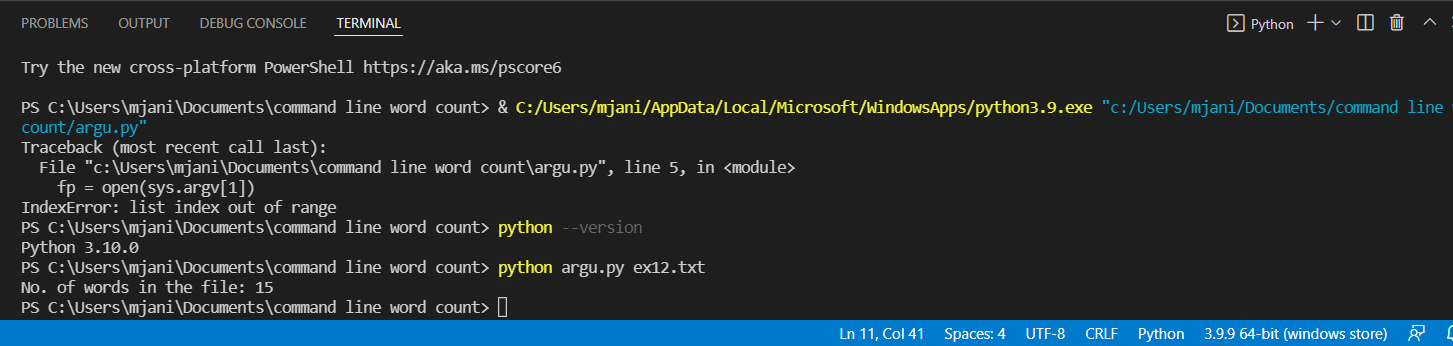 PROBLEMS OUTPUT DEBUG CONSOLE TERMINAL Python
Try the new cross-platform PowerShell https://aka.ms/pscore6
PS C:\Users\mjani\Documents\command line word count> & C:/Users/mjani/AppData/Local/Microsoft/WindowsApps/python3.9.exe "c:/Users/mjani/Documents/command line
count/argu.py"
Traceback (most recent call last):
  File "c:\Users\mjani\Documents\command line word count\argu.py", line 5, in <module>
    fp = open(sys.argv[1])
IndexError: list index out of range
PS C:\Users\mjani\Documents\command line word count> python --version
Python 3.10.0
PS C:\Users\mjani\Documents\command line word count> python argu.py ex12.txt
No. of words in the file: 15
PS C:\Users\mjani\Documents\command line word count>
Ln 11, Col 41 Spaces: 4 UTF-8 CRLF Python 3.9.9 64-bit (windows store)